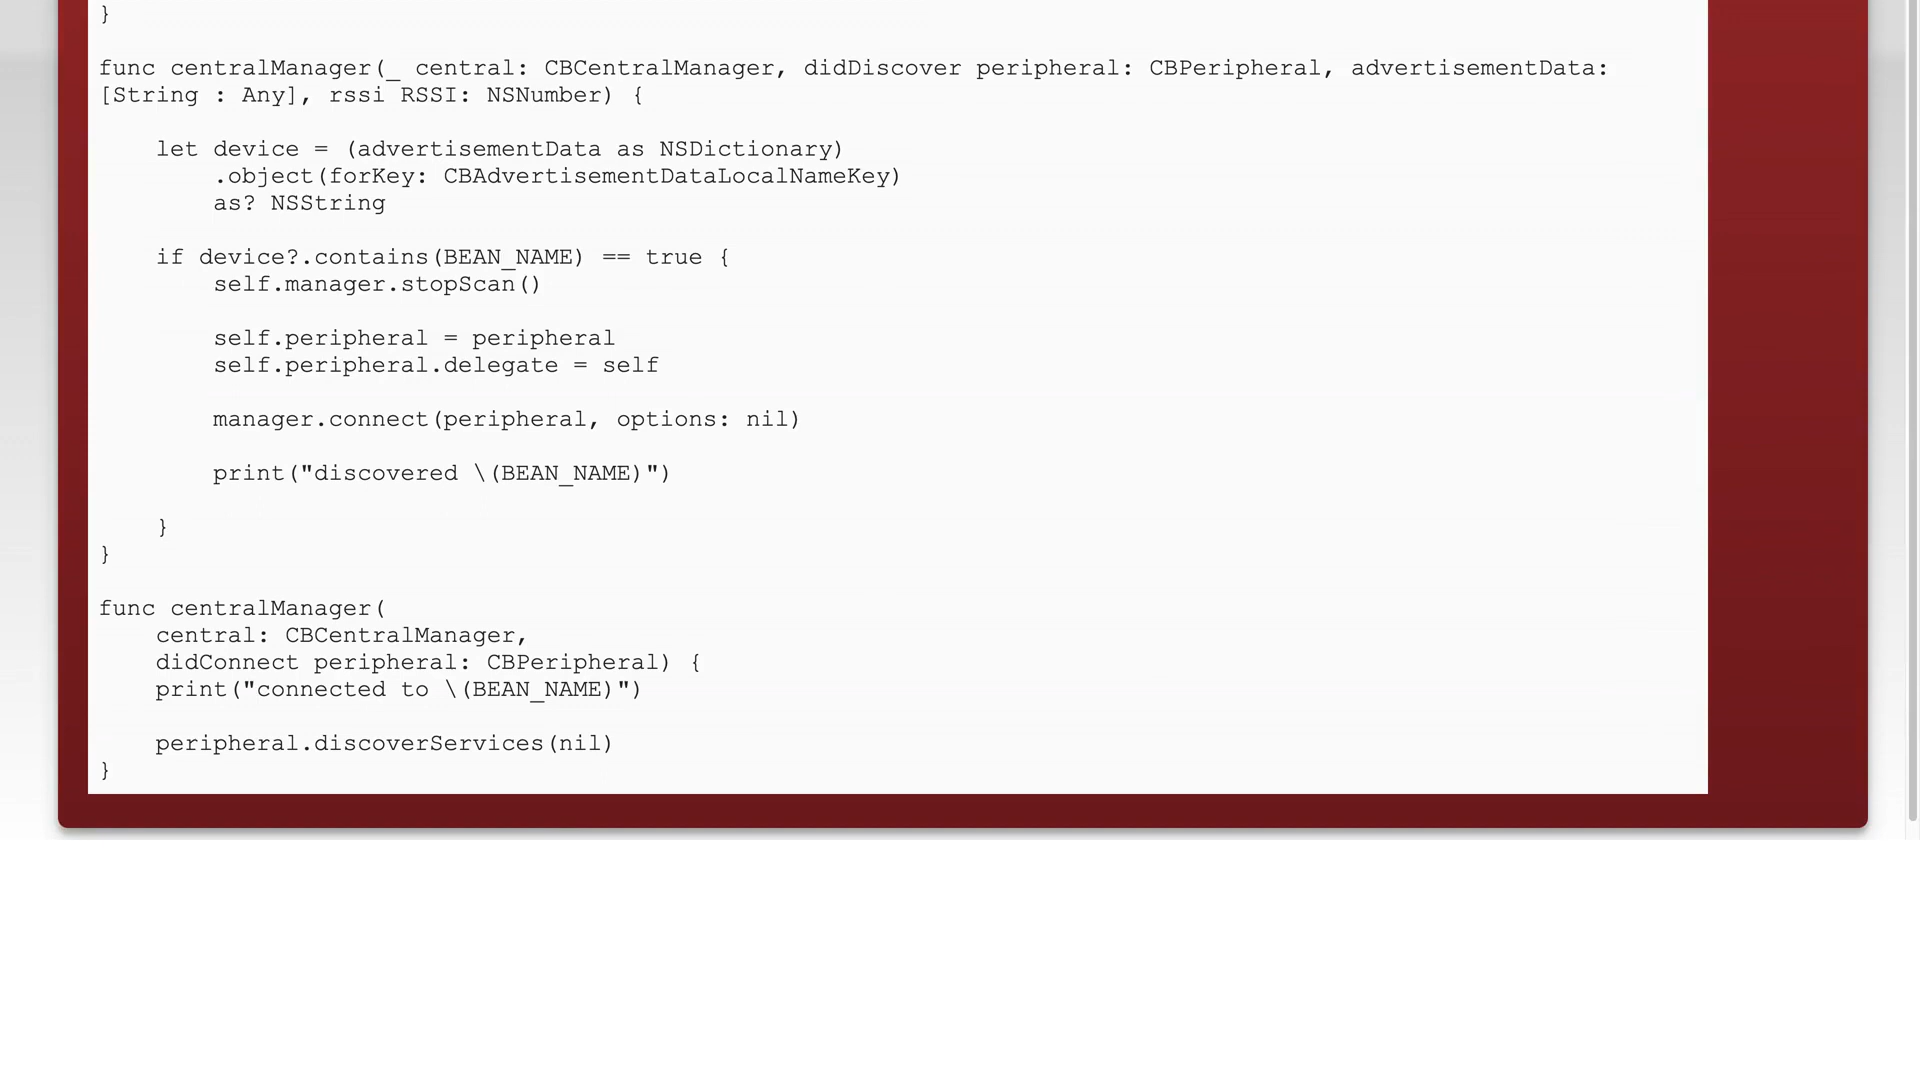 }
func centralManager(_ central: CBCentralManager, didDiscover peripheral: CBPeripheral, advertisementData:
[String : Any], rssi RSSI: NSNumber) {
    let device = (advertisementData as NSDictionary)
        .object(forKey: CBAdvertisementDataLocalNameKey)
        as? NSString
    if device?.contains(BEAN_NAME) == true {
        self.manager.stopScan()
        self.peripheral = peripheral
        self.peripheral.delegate = self
        manager.connect(peripheral, options: nil)
        print("discovered \(BEAN_NAME)")
    }
}
func centralManager(
    central: CBCentralManager,
    didConnect peripheral: CBPeripheral) {
    print("connected to \(BEAN_NAME)")
    peripheral.discoverServices(nil)
}